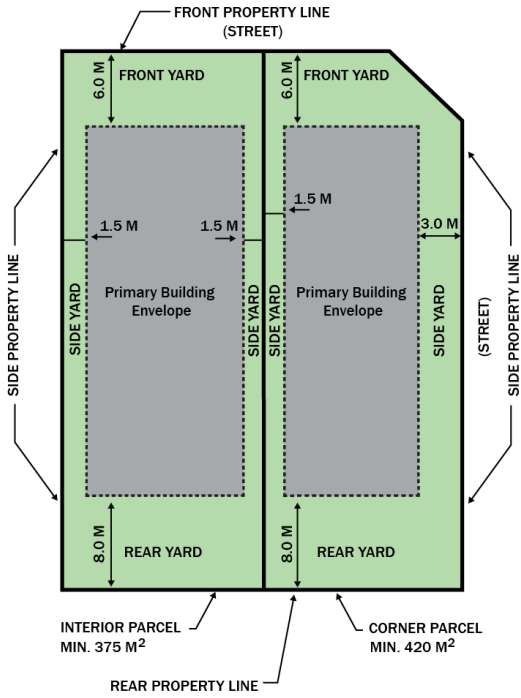 FRONT PROPERTY LINE
(STREET)
6.0 M
FRONT YARD
6.0 M
FRONT YARD
1.5 M
1.5 M
1.5 M
3.0 M
SIDE PROPERTY LINE
SIDE YARD
Primary Building
Envelope
SIDE YARD
SIDE YARD
Primary Building
Envelope
SIDE YARD
(STREET)
SIDE PROPERTY LINE
8.0 M
REAR YARD
8.0 M
REAR YARD
INTERIOR PARCEL
MIN. 375 M²
CORNER PARCEL
MIN. 420 M²
REAR PROPERTY LINE